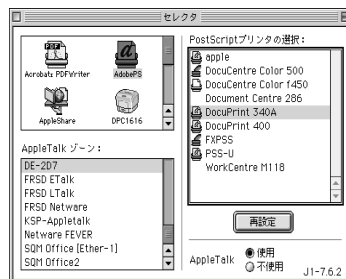 セレクタ
Acrobat™ PDFWriter
AdobePS
AppleShare
DPC1616
AppleTalk ゾーン：
DE-2D7
FRSD ETalk
FRSD LTalk
FRSD Netware
KSP-Appletalk
Netware FEVER
SQM Office [Ether-1]
SQM Office2
PostScriptプリンタの選択：
apple
DocuCentre Color 500
DocuCentre Color f450
Document Centre 286
DocuPrint 340A
DocuPrint 400
FXPSS
PSS-U
WorkCentre M118
再設定
AppleTalk
使用
不使用
J1-7.6.2